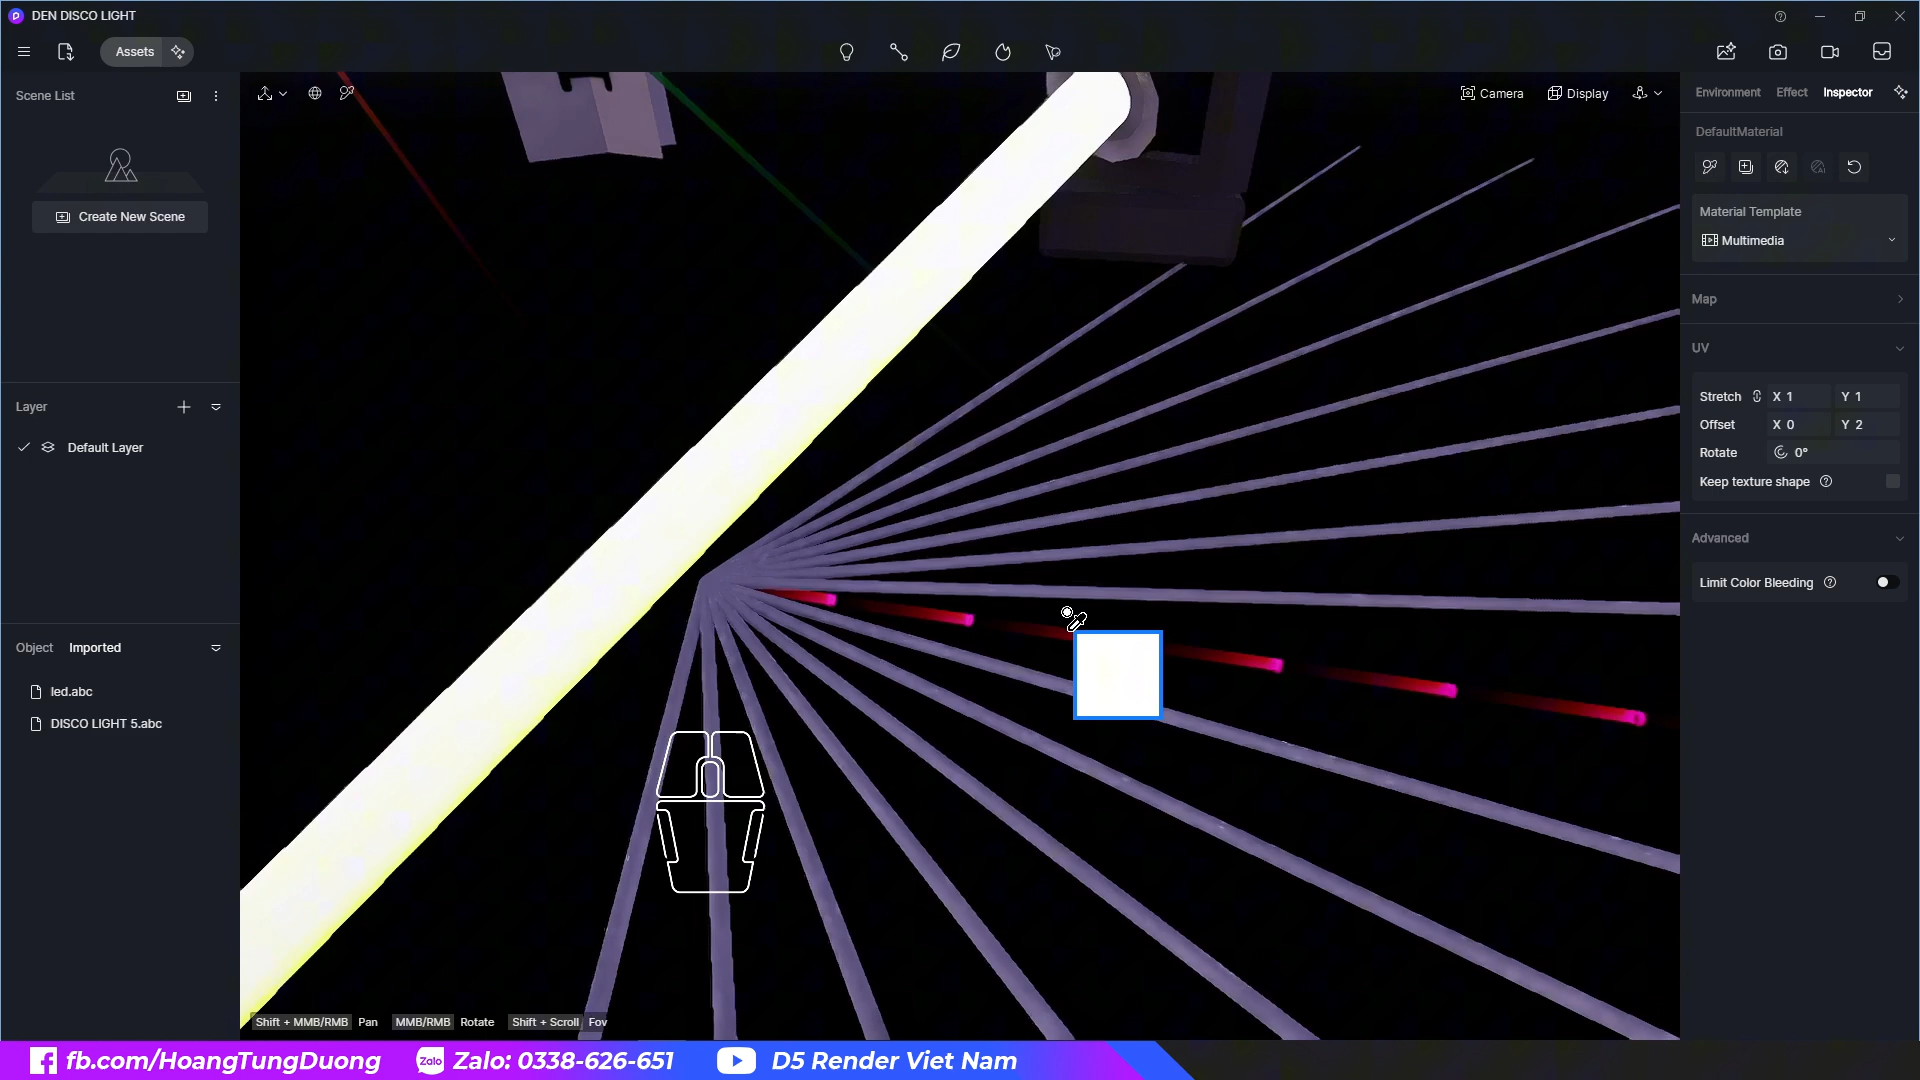 DEN DISCO LIGHT
Assets
Scene List
Create New Scene
Layer
Default Layer
Object Imported
led.abc
DISCO LIGHT 5.abc
Camera Display
Shift + MMB/RMB Pan MMB/RMB Rotate Shift + Scroll Fov
Environment Effect Inspector
DefaultMaterial
Material Template
Multimedia
Map
UV
Stretch X 1 Y 1
Offset X 0 Y 2
Rotate 0°
Keep texture shape
Advanced
Limit Color Bleeding
fb.com/HoangTungDuong Zalo Zalo: 0338-626-651 D5 Render Viet Nam